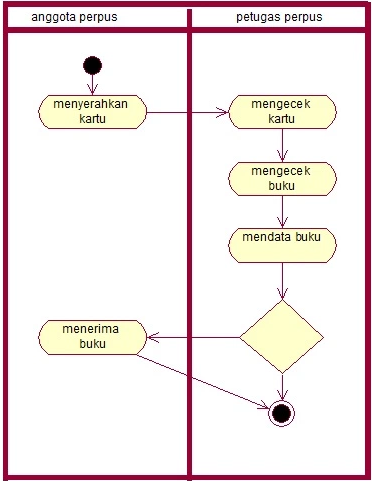 anggota perpus
petugas perpus
menyerahkan
kartu
mengecek
kartu
mengecek
buku
mendata buku
menerima
buku